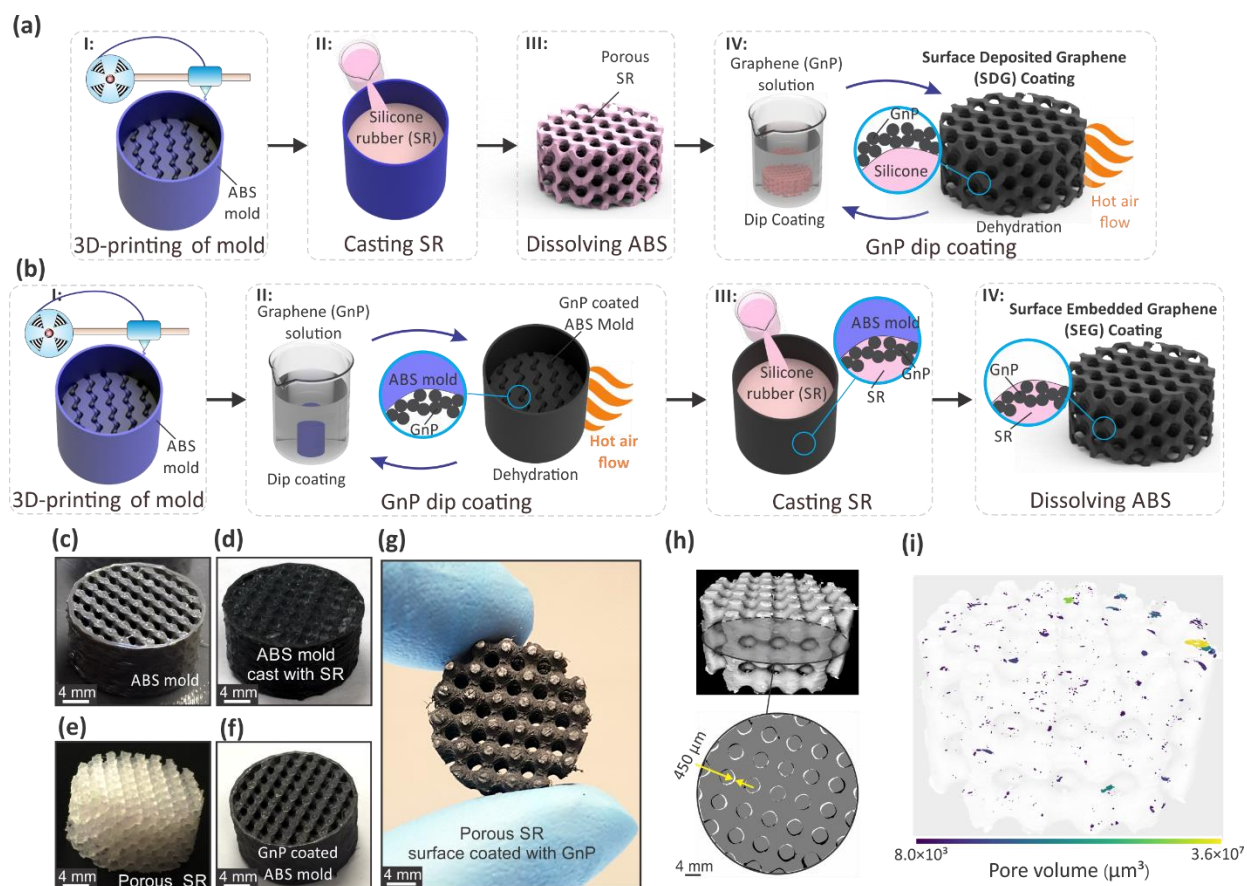 (a)
I:
ABS
mold
3D-printing of mold
II:
Silicone
rubber (SR)
Casting SR
III:
Porous
SR
Dissolving ABS
IV:
Graphene (GnP)
solution
Dip Coating
GnP
Silicone
Surface Deposited Graphene
(SDG) Coating
Hot air
flow
Dehydration
GnP dip coating
(b)
I:
ABS
mold
3D-printing of mold
II:
Graphene (GnP)
solution
Dip coating
ABS mold
GnP
GnP coated
ABS Mold
Hot air
flow
Dehydration
GnP dip coating
III:
Silicone
rubber (SR)
ABS mold
GnP
SR
Casting SR
IV:
Surface Embedded Graphene
(SEG) Coating
GnP
SR
Dissolving ABS
(c)
ABS mold
4 mm
(d)
ABS mold
cast with SR
4 mm
(e)
Porous SR
4 mm
(f)
GnP coated
ABS mold
4 mm
(g)
Porous SR
surface coated with GnP
4 mm
(h)
450 µm
4 mm
(i)
8.0×10³
3.6×10⁷
Pore volume (µm³)